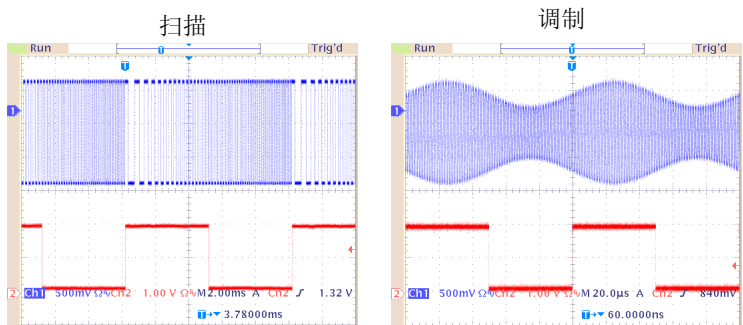 扫描
调制
Run
Trig'd
T
T
1
2
Ch1 500mV Ω Ch2 1.00 V Ω M 2.00ms A Ch2 ƒ 1.32 V
T→▼ 3.78000ms
Run
Trig'd
T
T
1
2
Ch1 500mV Ω Ch2 1.00 V Ω M 20.0µs A Ch2 ƒ 840mV
T→▼ 60.0000ns